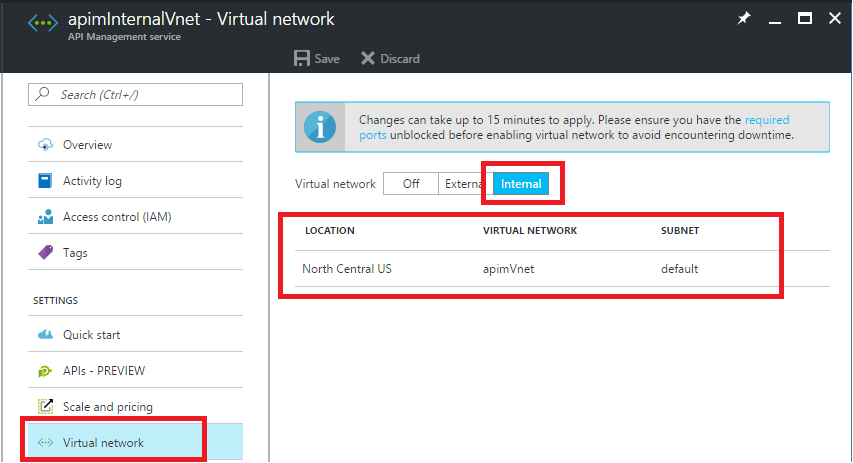 apimInternalVnet - Virtual network
API Management service
Save Discard
Search (Ctrl+/)
Overview
Activity log
Access control (IAM)
Tags
SETTINGS
Quick start
APIs - PREVIEW
Scale and pricing
Virtual network
Changes can take up to 15 minutes to apply. Please ensure you have the required
ports unblocked before enabling virtual network to avoid encountering downtime.
Virtual network Off Externa Internal
LOCATION VIRTUAL NETWORK SUBNET
North Central US apimVnet default